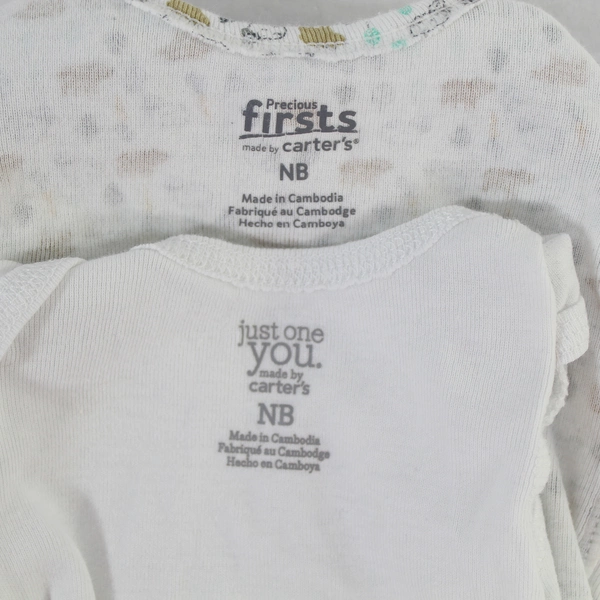 Precious
firsts
made by carter's®
NB
Made in Cambodia
Fabriqué au Cambodge
Hecho en Camboya
just one
you.
made by
carter's
NB
Made in Cambodia
Fabriqué au Cambodge
Hecho en Camboya